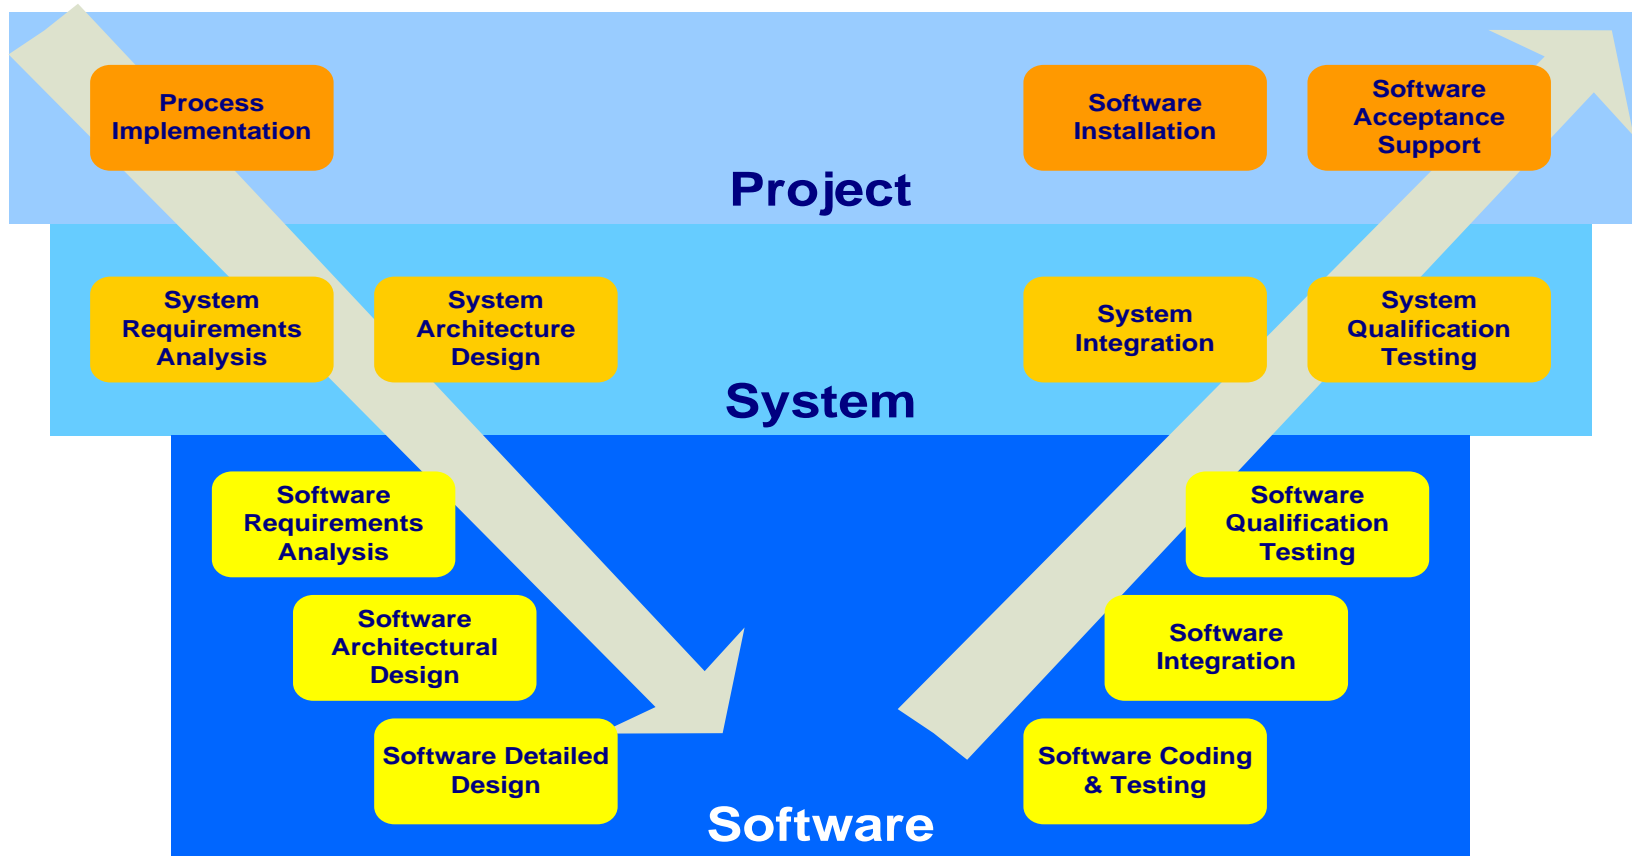 Process
Implementation
Software
Installation
Software
Acceptance
Support
Project
System
Requirements
Analysis
System
Architecture
Design
System
Integration
System
Qualification
Testing
System
Software
Requirements
Analysis
Software
Qualification
Testing
Software
Architectural
Design
Software
Integration
Software Detailed
Design
Software Coding
& Testing
Software